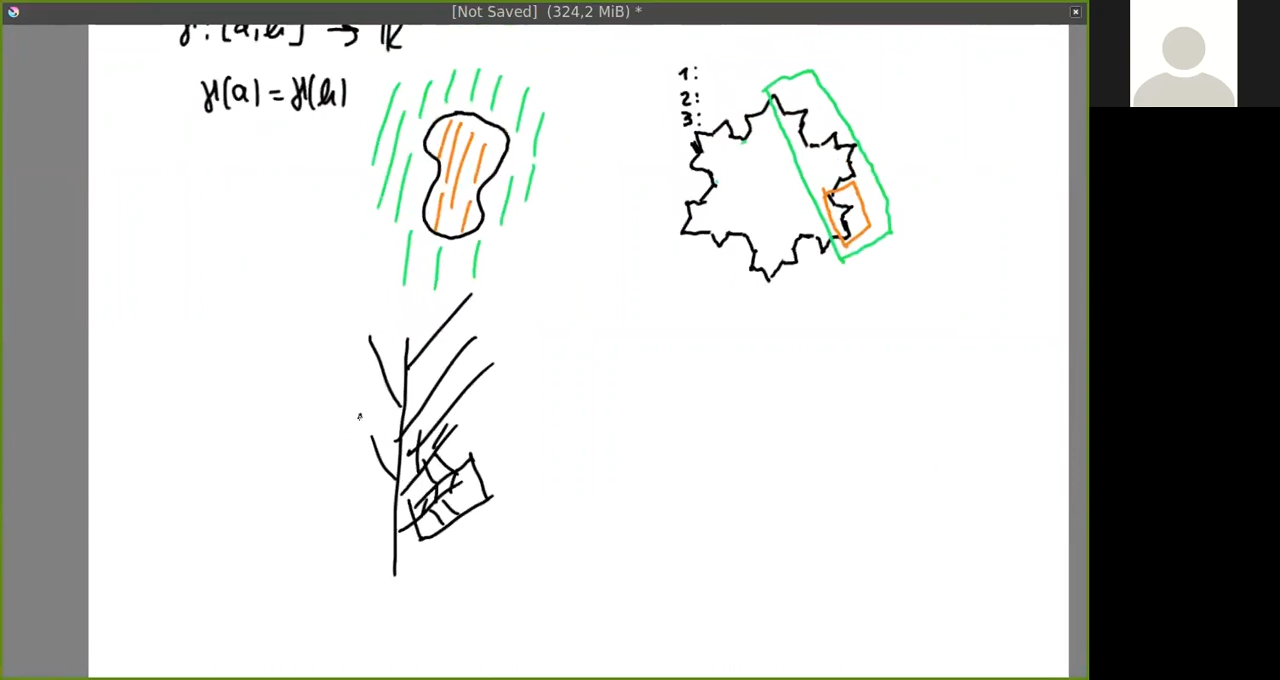 [Not Saved] (324,2 MiB) *
γ(a) = γ(b)
1:
2:
3: